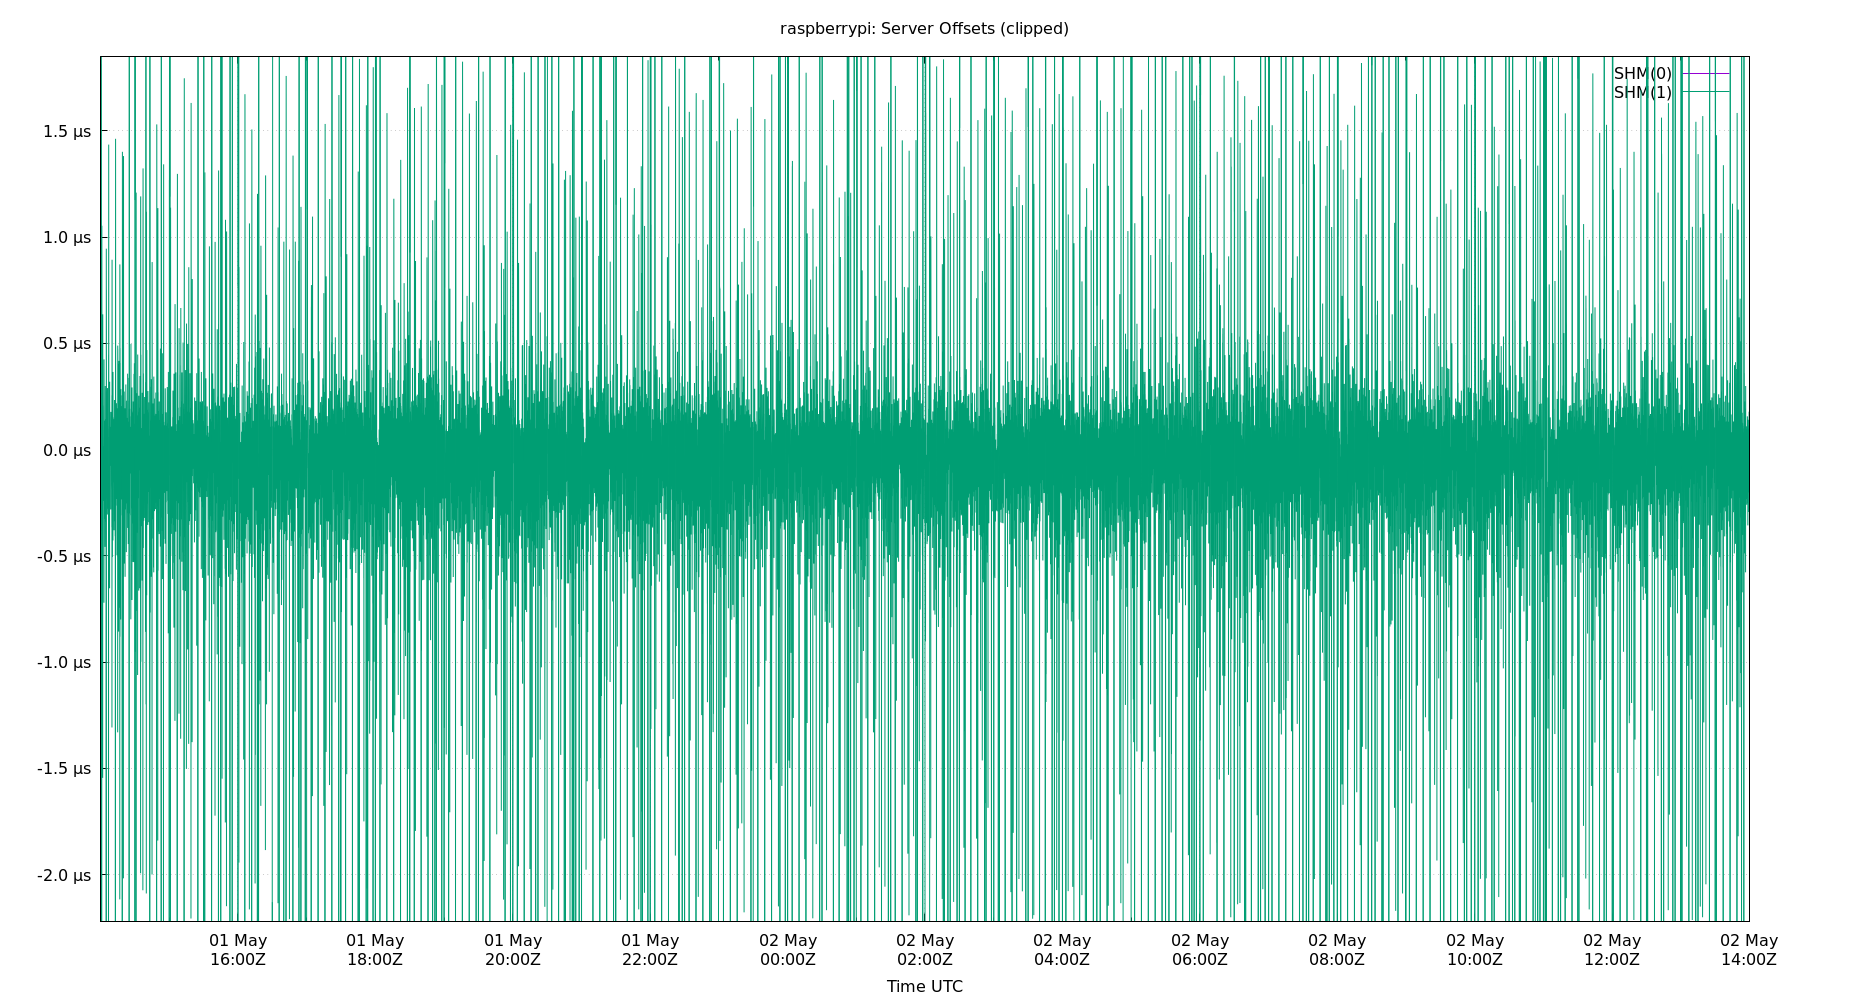 raspberrypi: Server Offsets (clipped)
SHM(0)
SHM(1)
1.5 µs
1.0 µs
0.5 µs
0.0 µs
-0.5 µs
-1.0 µs
-1.5 µs
-2.0 µs
01 May 01 May 01 May 01 May 02 May 02 May 02 May 02 May 02 May 02 May 02 May 02 May
16:00Z 18:00Z 20:00Z 22:00Z 00:00Z 02:00Z 04:00Z 06:00Z 08:00Z 10:00Z 12:00Z 14:00Z
Time UTC